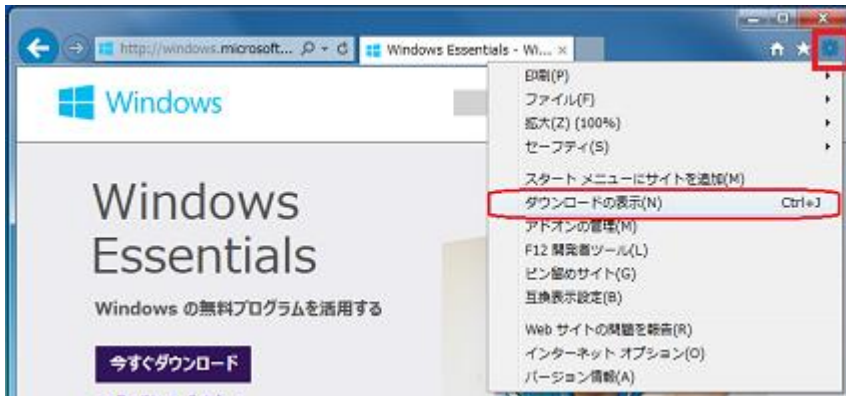 http://windows.microsoft...
Windows Essentials - Wi...
Windows
印刷(P)
ファイル(F)
拡大(Z) (100%)
セーフティ(S)
スタート メニューにサイトを追加(M)
ダウンロードの表示(N) Ctrl+J
アドオンの管理(M)
F12 開発者ツール(L)
ピン留めサイト(G)
互換表示設定(B)
Web サイトの問題を報告(R)
インターネット オプション(O)
バージョン情報(A)
Windows
Essentials
Windows の無料プログラムを活用する
今すぐダウンロード